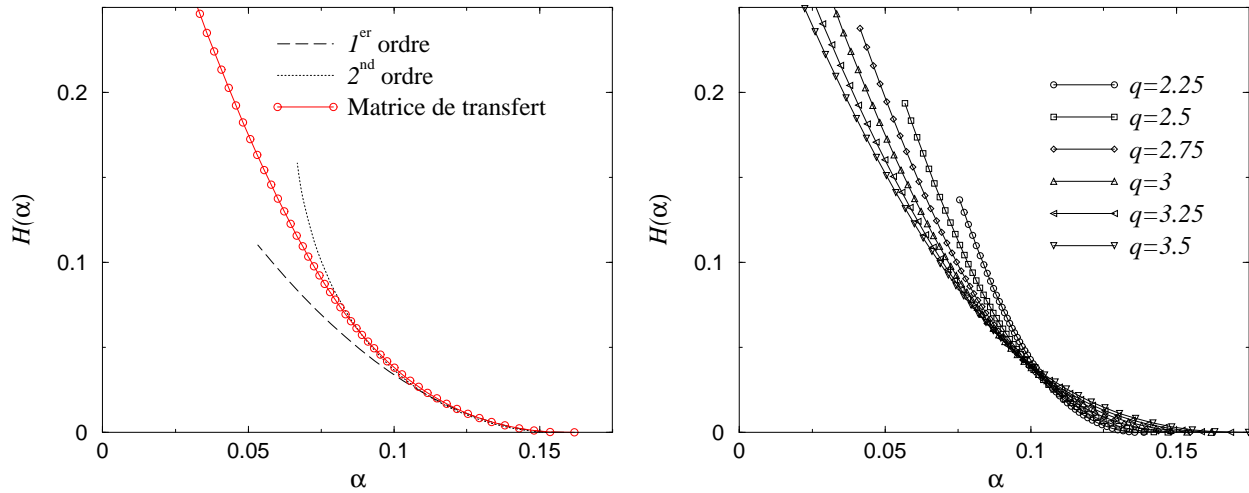 H(α)
0.2
0.1
0
0
0.05
0.1
0.15
α
1er ordre
2nd ordre
Matrice de transfert
H(α)
0.2
0.1
0
0
0.05
0.1
0.15
α
q=2.25
q=2.5
q=2.75
q=3
q=3.25
q=3.5